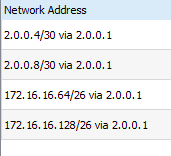 Network Address
2.0.0.4/30 via 2.0.0.1
2.0.0.8/30 via 2.0.0.1
172.16.16.64/26 via 2.0.0.1
172.16.16.128/26 via 2.0.0.1